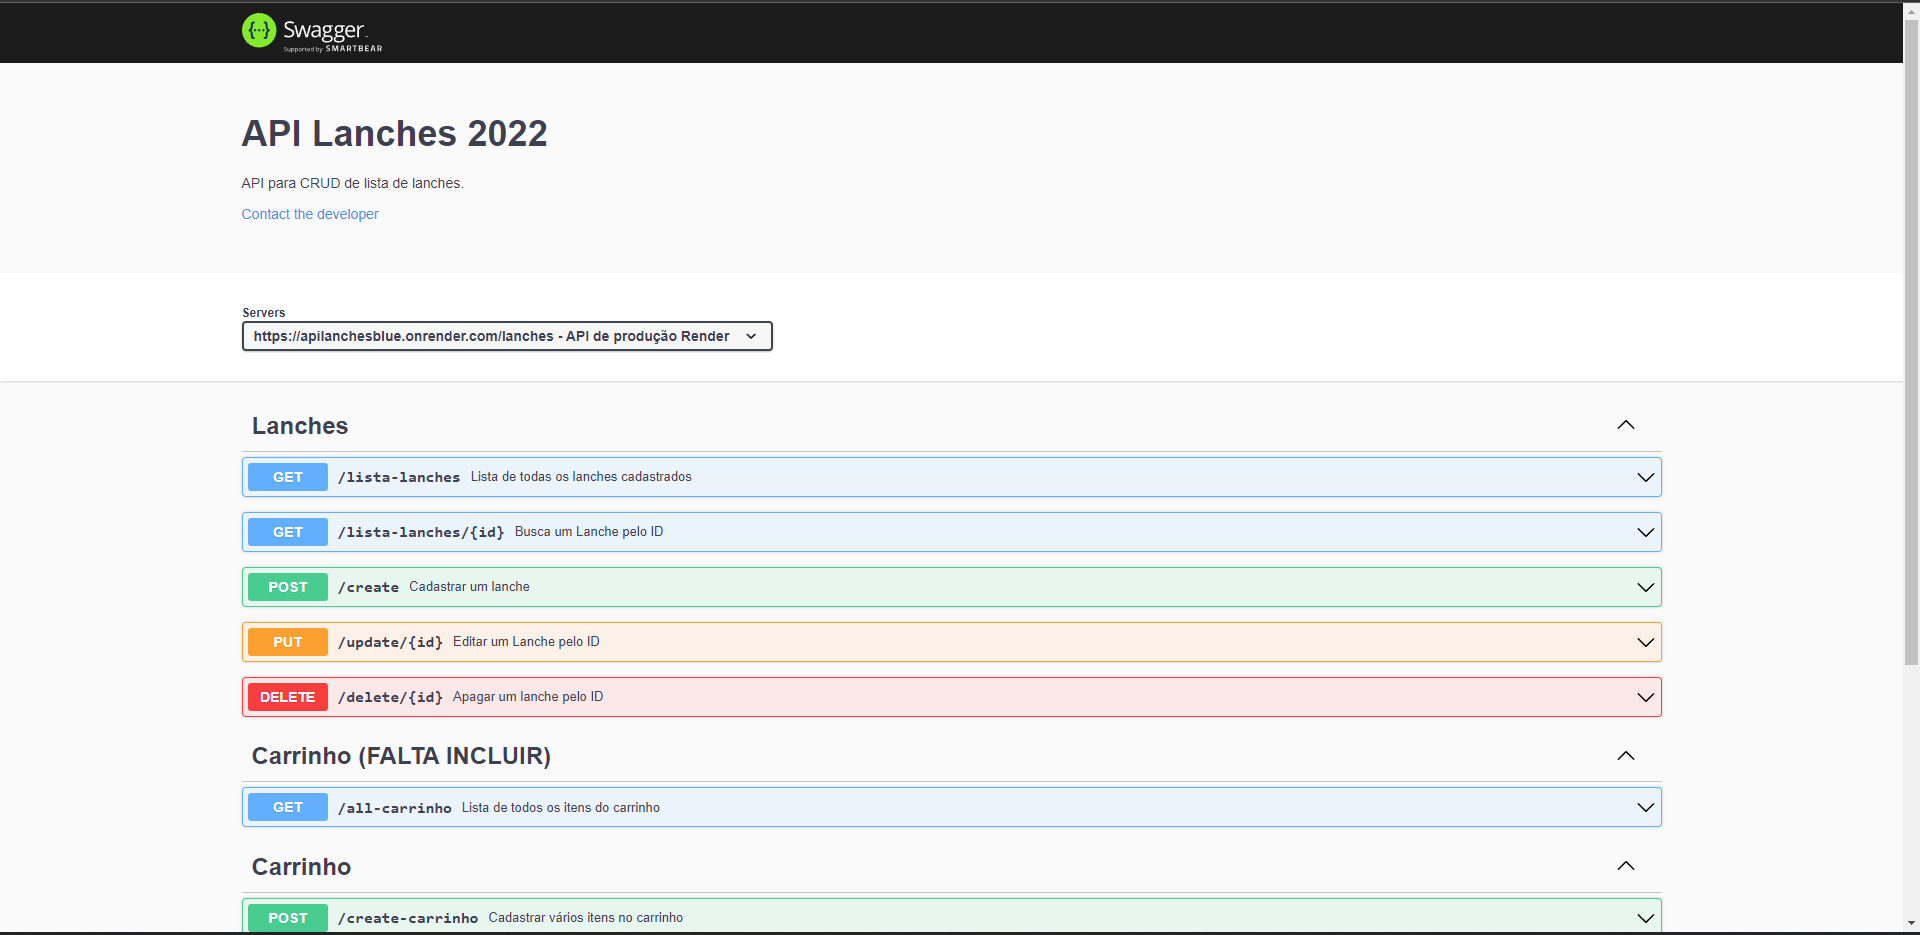 Swagger
Supported by SMARTBEAR
API Lanches 2022
API para CRUD de lista de lanches.
Contact the developer
Servers
https://apilanchesblue.onrender.com/lanches - API de produção Render
Lanches
GET /lista-lanches Lista de todas os lanches cadastrados
GET /lista-lanches/{id} Busca um Lanche pelo ID
POST /create Cadastrar um lanche
PUT /update/{id} Editar um Lanche pelo ID
DELETE /delete/{id} Apagar um lanche pelo ID
Carrinho (FALTA INCLUIR)
GET /all-carrinho Lista de todos os itens do carrinho
Carrinho
POST /create-carrinho Cadastrar vários itens no carrinho